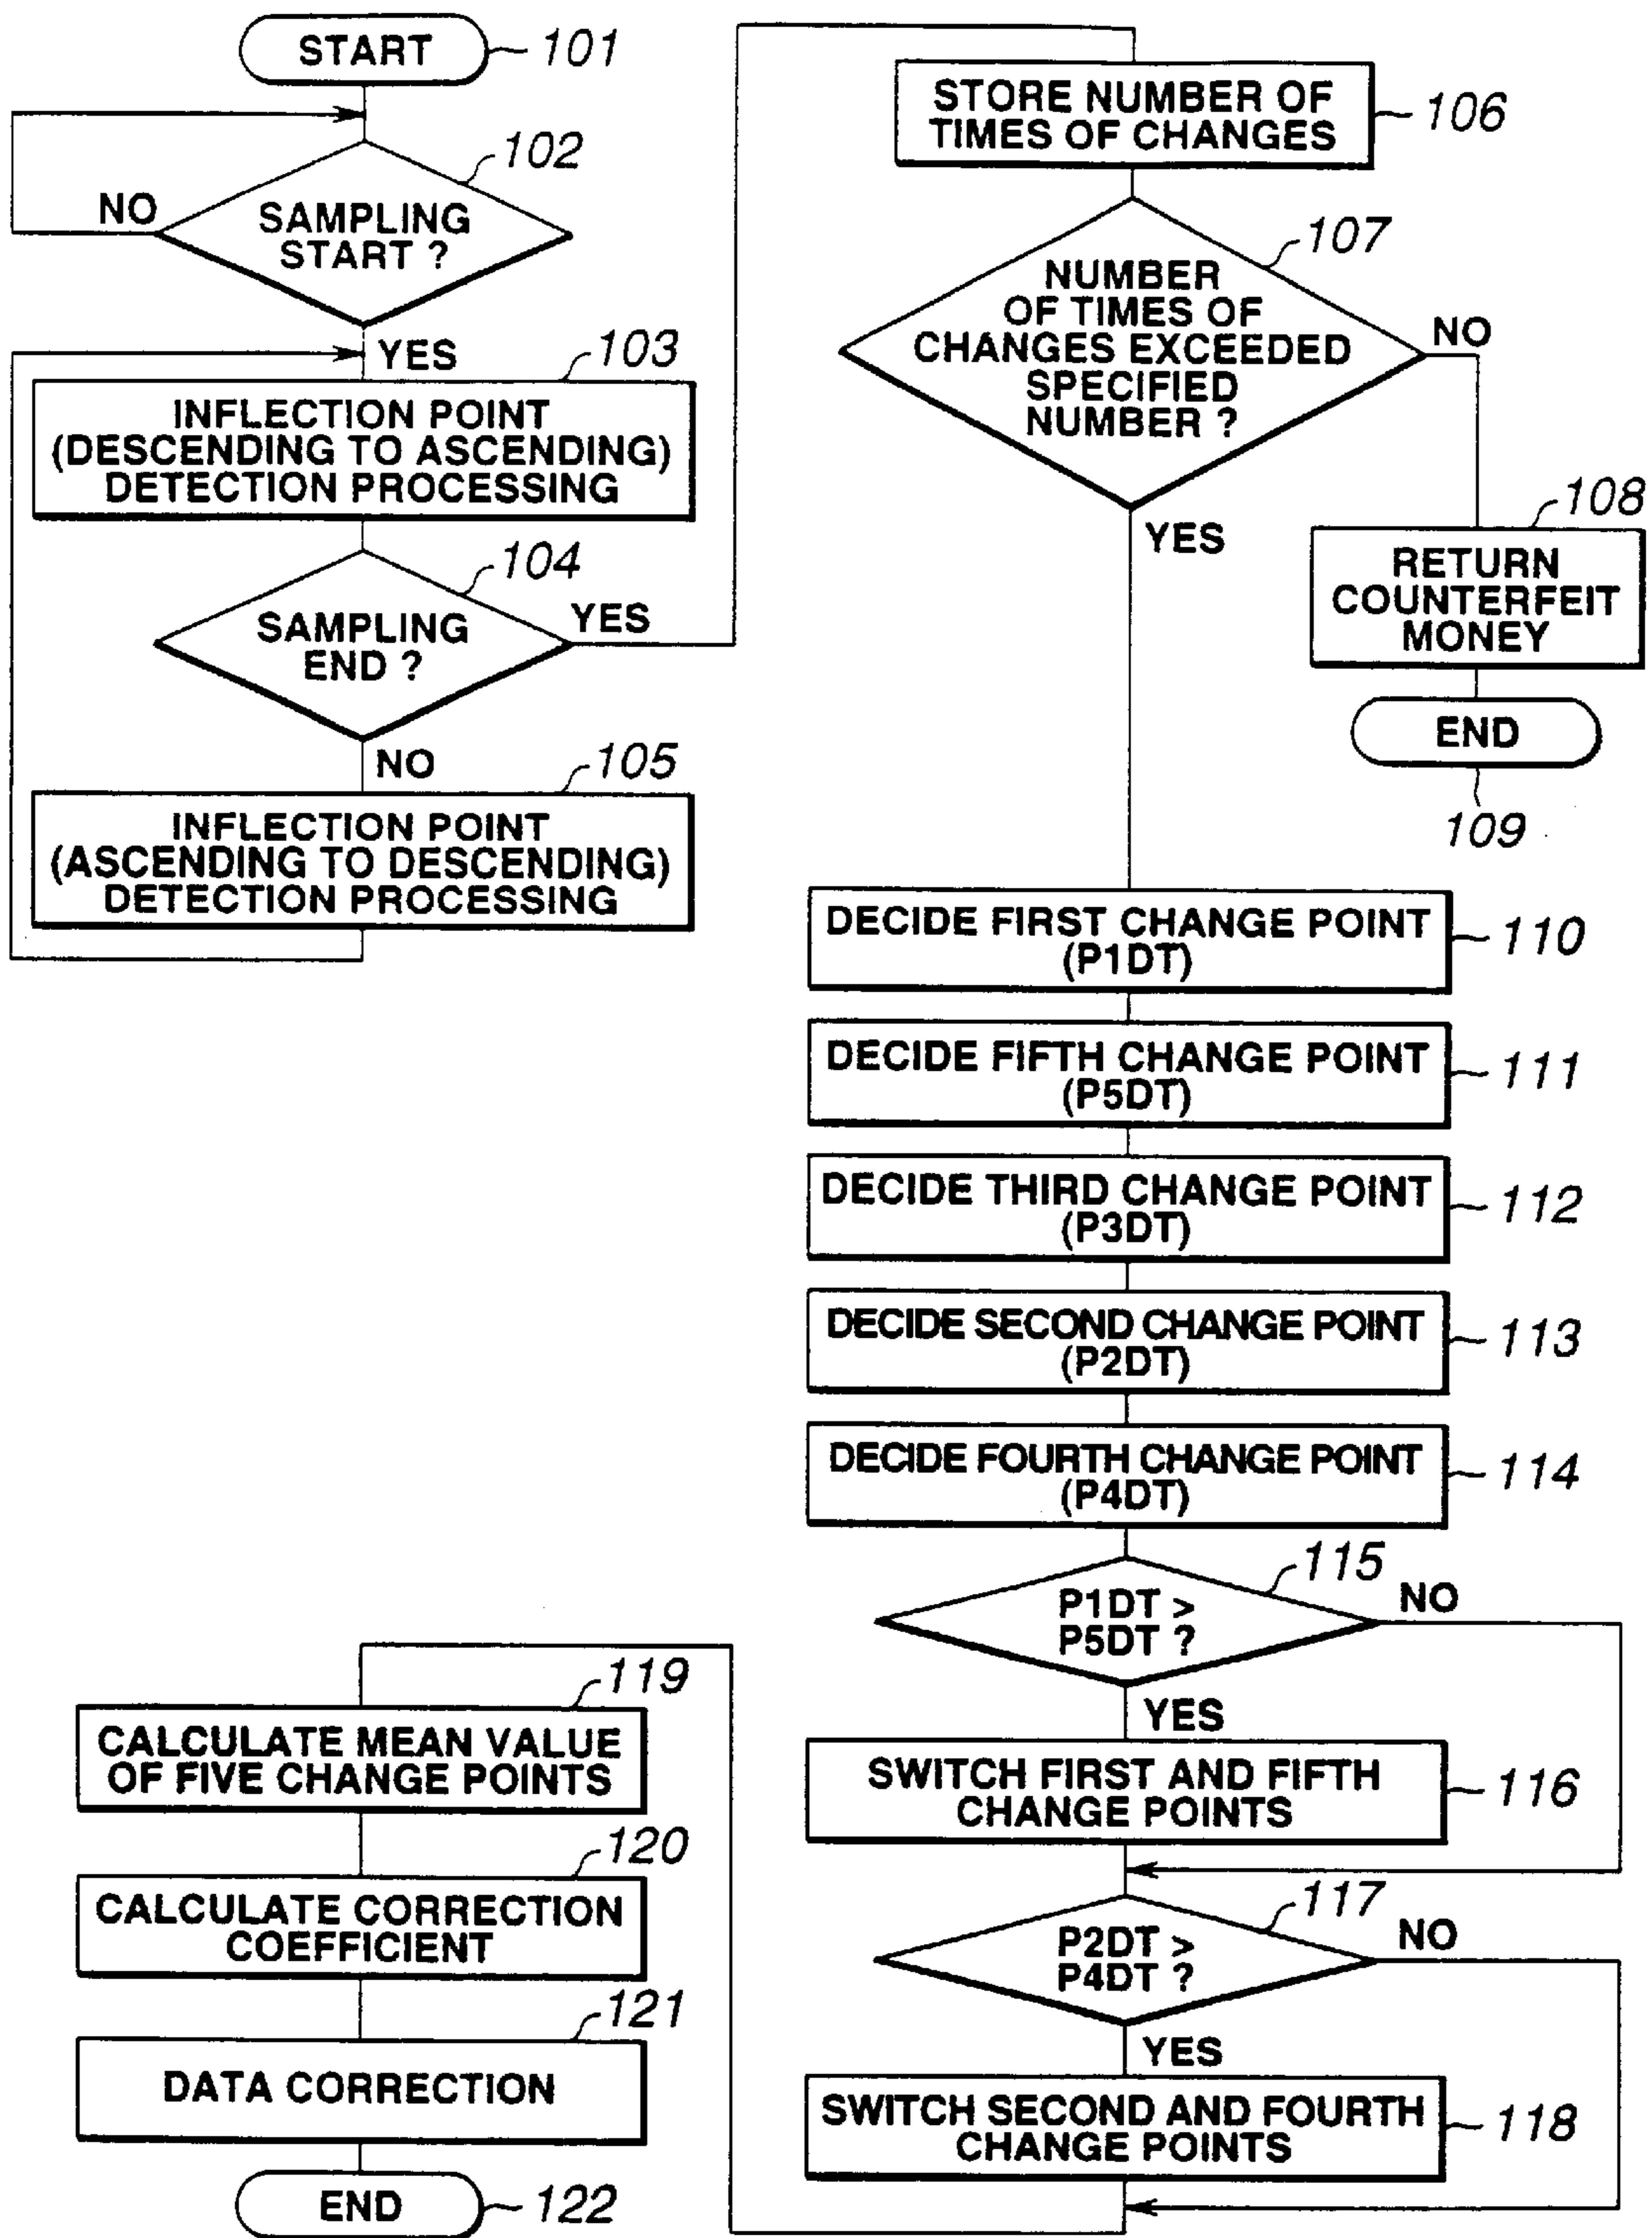 START
101
102
NO
SAMPLING
START ?
YES
103
INFLECTION POINT
(DESCENDING TO ASCENDING)
DETECTION PROCESSING
104
SAMPLING
END ?
YES
NO
105
INFLECTION POINT
(ASCENDING TO DESCENDING)
DETECTION PROCESSING
STORE NUMBER OF
TIMES OF CHANGES
106
107
NUMBER
OF TIMES OF
CHANGES EXCEEDED
SPECIFIED
NUMBER ?
NO
YES
108
RETURN
COUNTERFEIT
MONEY
END
109
DECIDE FIRST CHANGE POINT
(P1DT)
110
DECIDE FIFTH CHANGE POINT
(P5DT)
111
DECIDE THIRD CHANGE POINT
(P3DT)
112
DECIDE SECOND CHANGE POINT
(P2DT)
113
DECIDE FOURTH CHANGE POINT
(P4DT)
114
115
P1DT >
P5DT ?
NO
YES
SWITCH FIRST AND FIFTH
CHANGE POINTS
116
117
P2DT >
P4DT ?
NO
YES
SWITCH SECOND AND FOURTH
CHANGE POINTS
118
119
CALCULATE MEAN VALUE
OF FIVE CHANGE POINTS
120
CALCULATE CORRECTION
COEFFICIENT
121
DATA CORRECTION
END
122